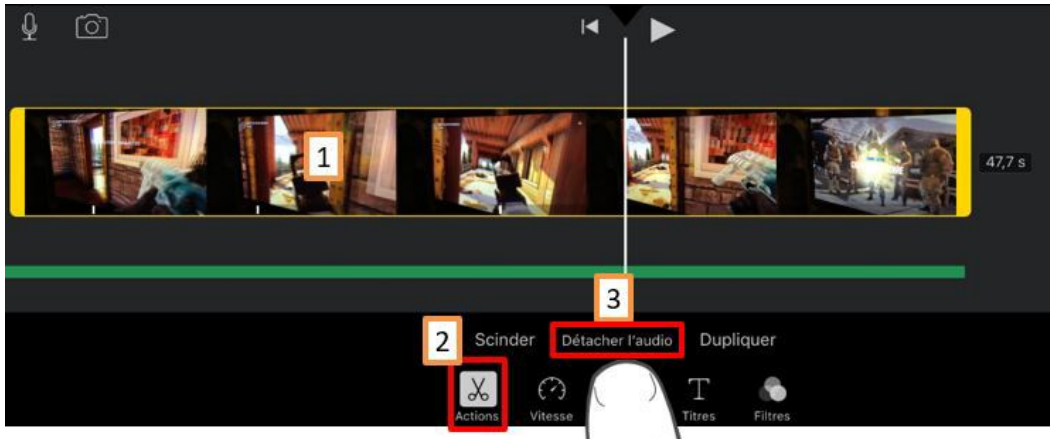 1
47,7 s
3
2
Scinder Détacher l'audio Dupliquer
Actions Vitesse Titres Filtres